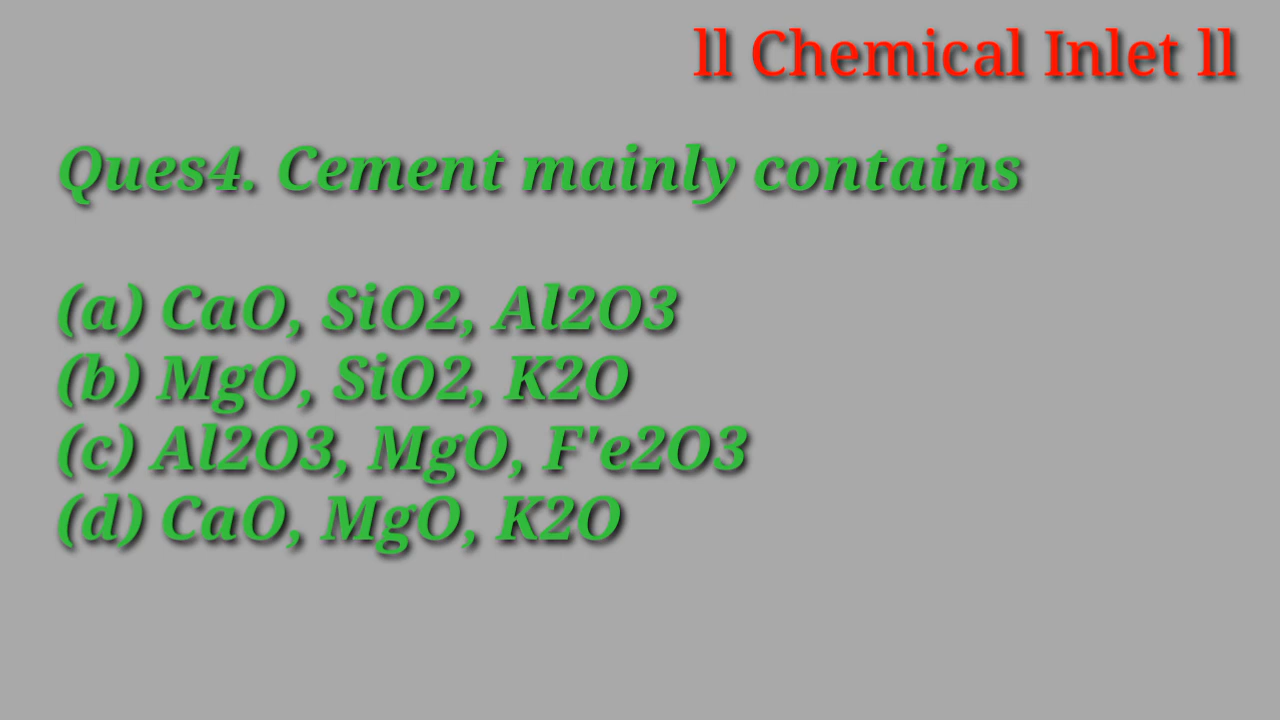 ll Chemical Inlet ll
Ques4. Cement mainly contains
(a) CaO, SiO2, Al2O3
(b) MgO, SiO2, K2O
(c) Al2O3, MgO, F'e2O3
(d) CaO, MgO, K2O